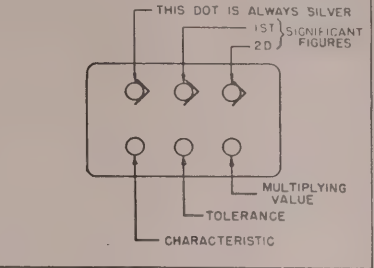 THIS DOT IS ALWAYS SILVER
1ST
SIGNIFICANT
2D
FIGURES
MULTIPLYING
VALUE
TOLERANCE
CHARACTERISTIC